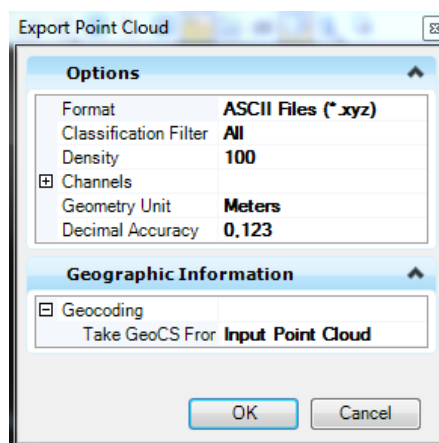 Export Point Cloud
Options
Format ASCII Files (*.xyz)
Classification Filter All
Density 100
Channels
Geometry Unit Meters
Decimal Accuracy 0,123
Geographic Information
Geocoding
Take GeoCS Fror Input Point Cloud
OK Cancel